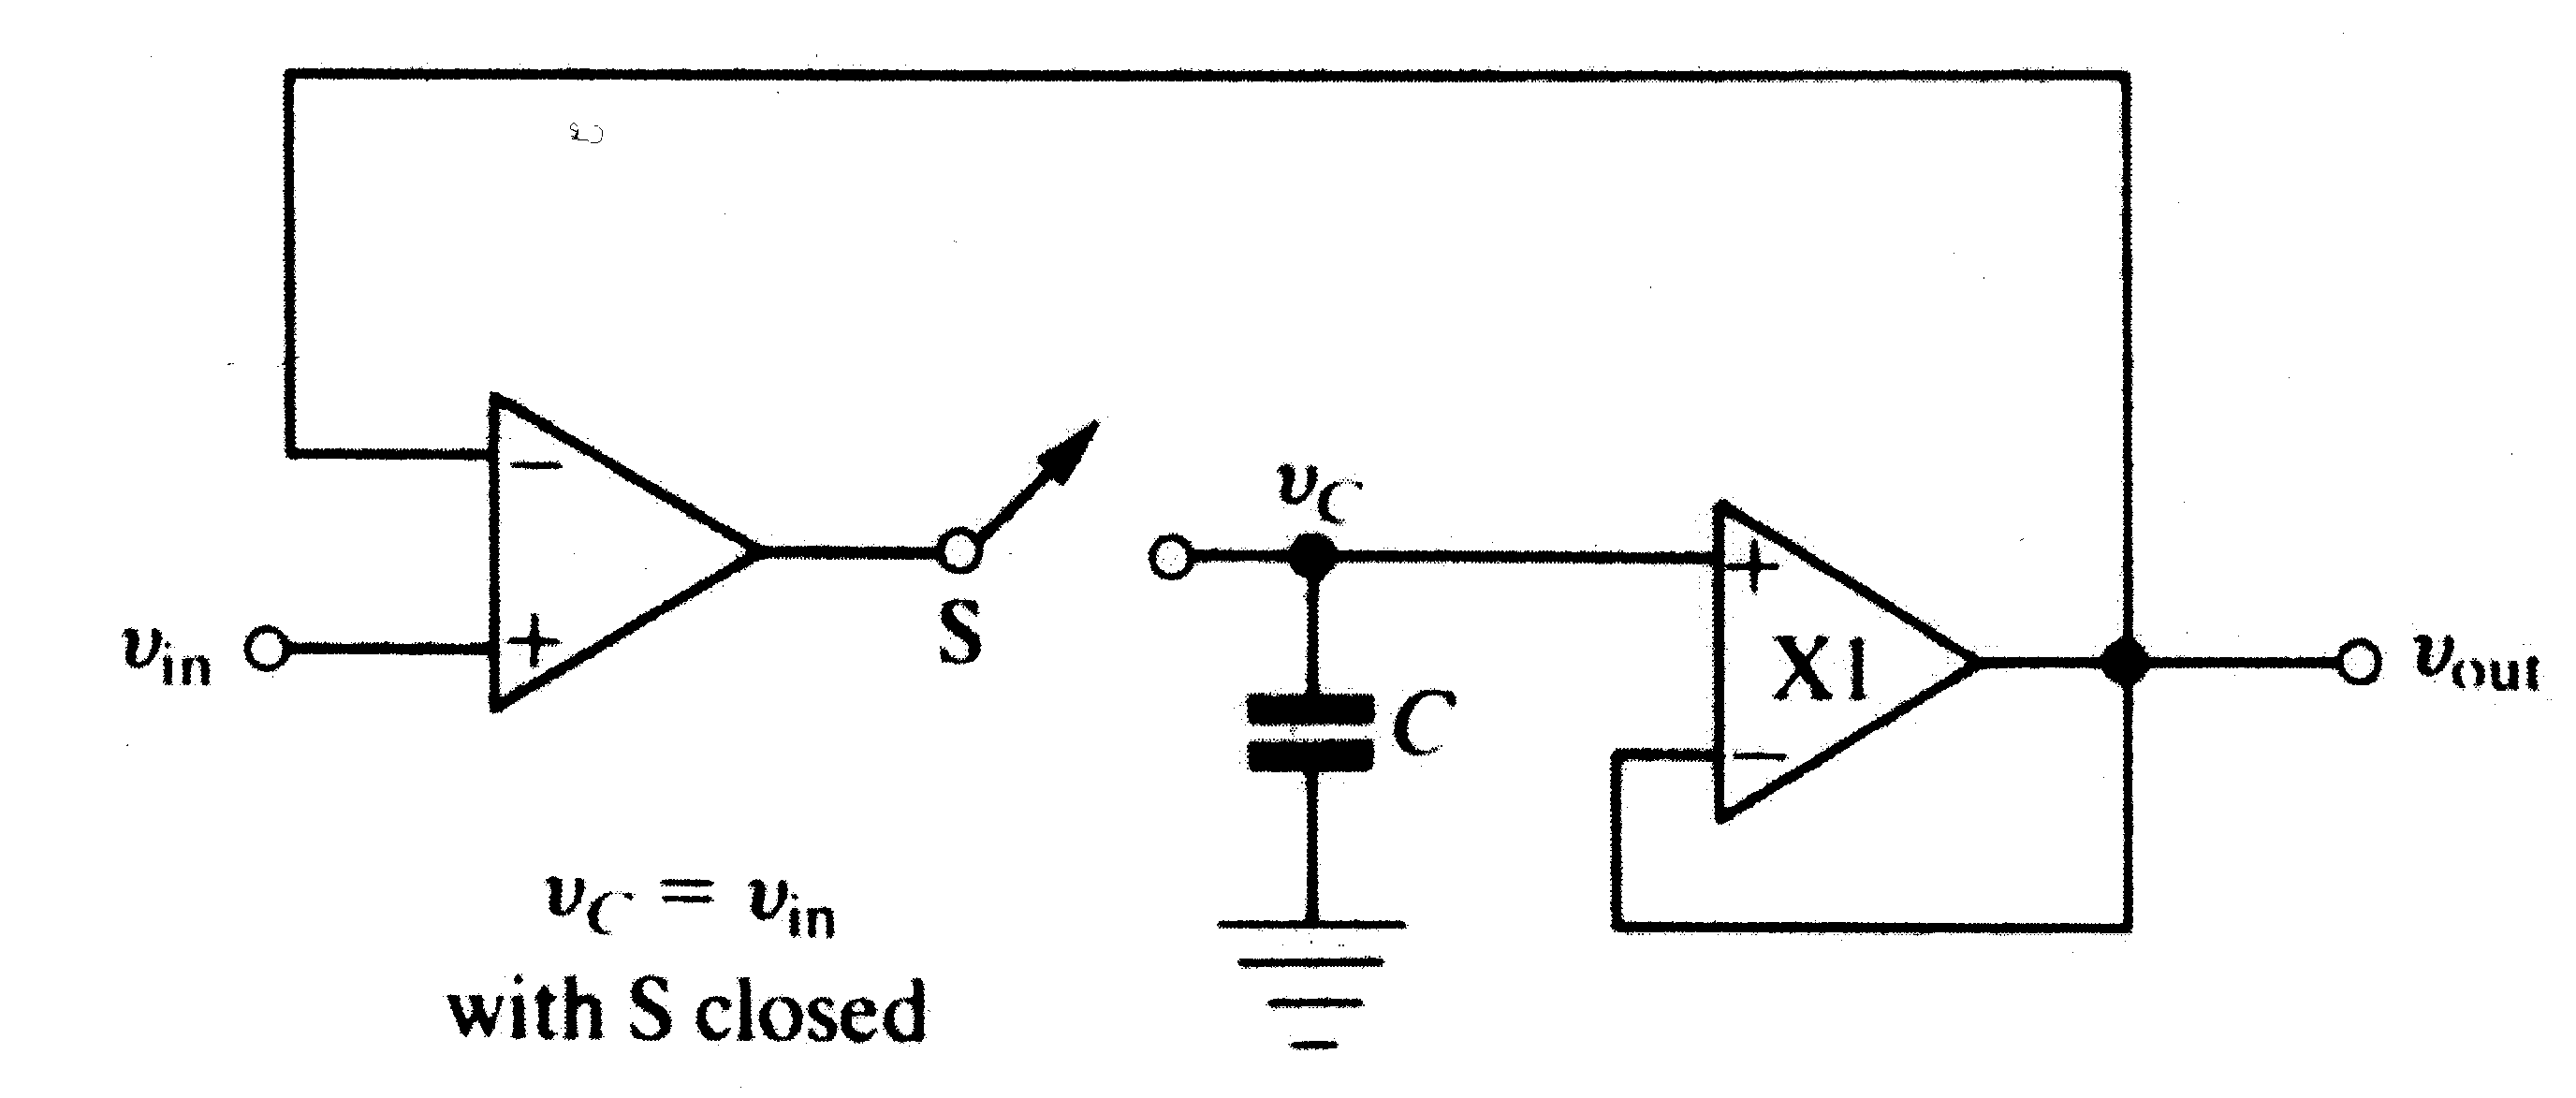 −
+
v_in
S
v_C
C
+
X1
−
v_out
v_C = v_in
with S closed